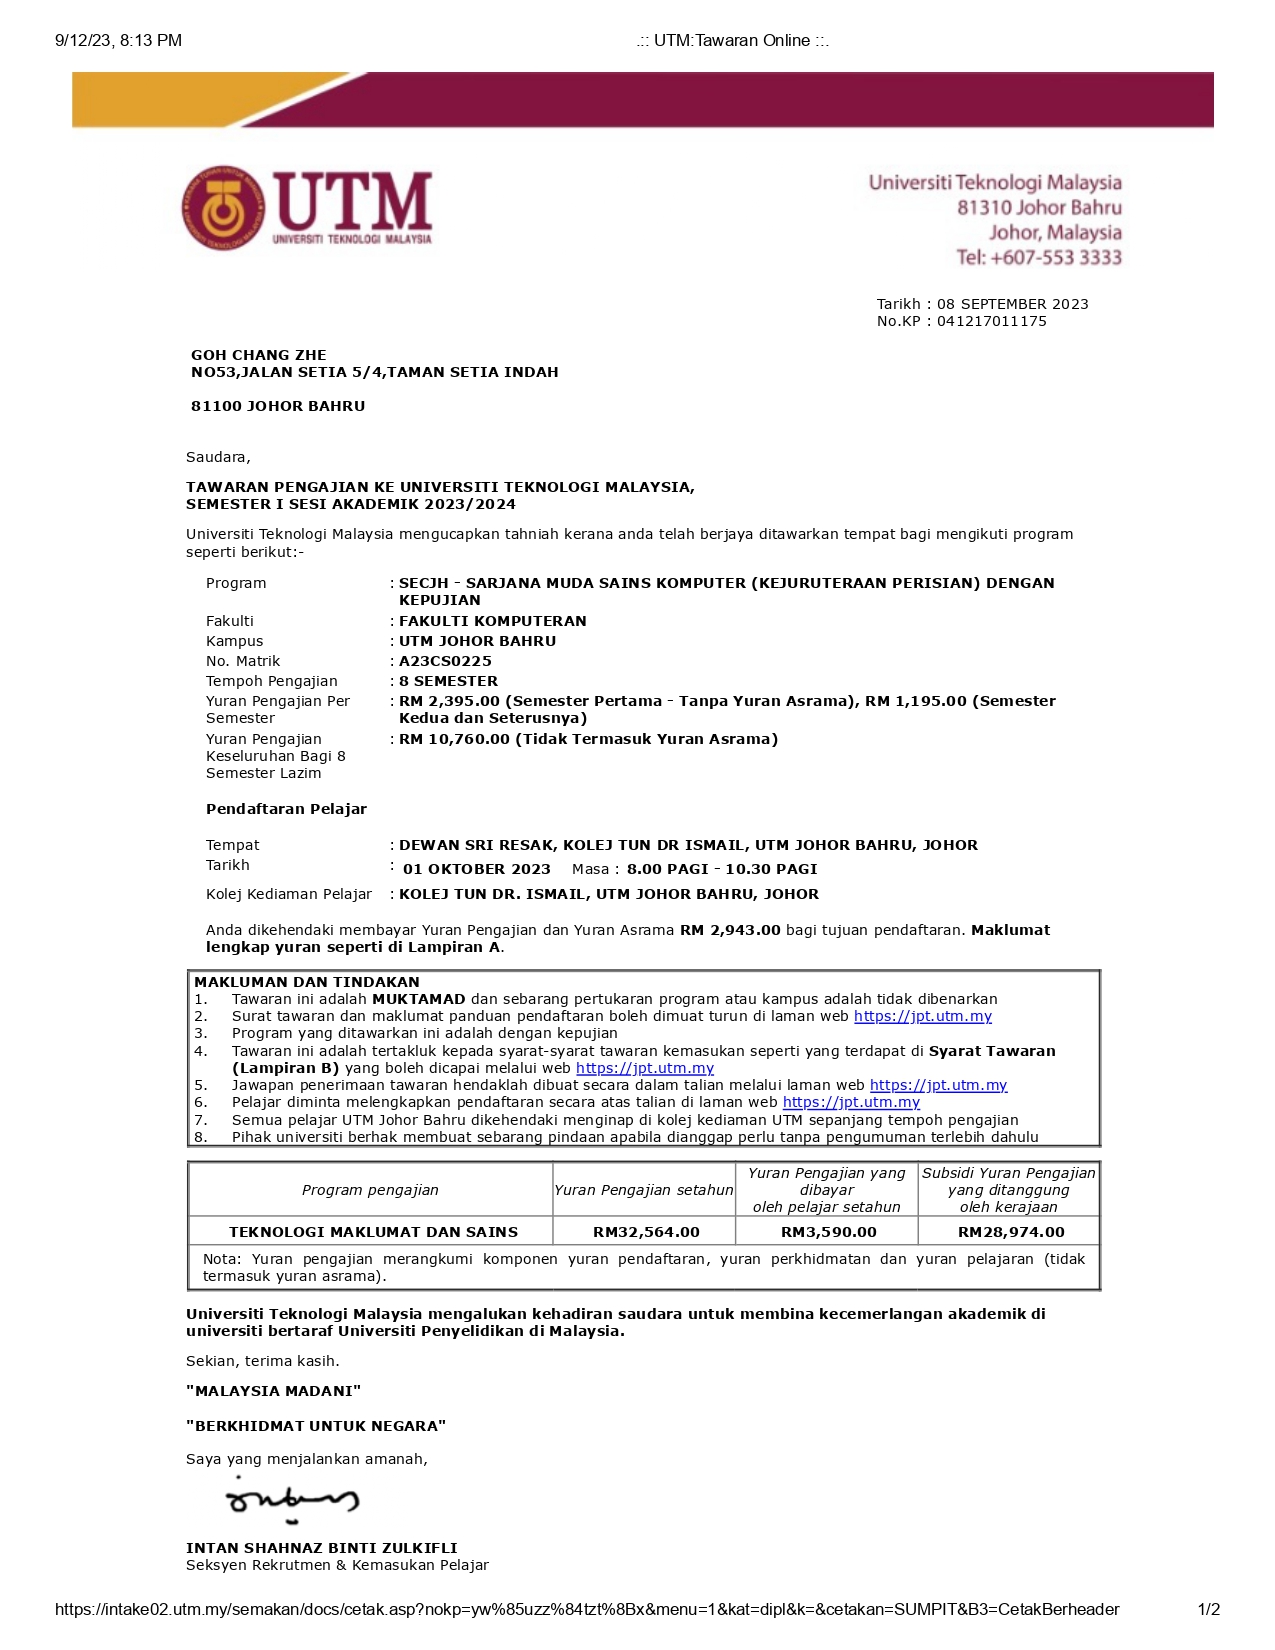 9/12/23, 8:13 PM
.:: UTM:Tawaran Online ::.
UTM
UNIVERSITI TEKNOLOGI MALAYSIA
Universiti Teknologi Malaysia
81310 Johor Bahru
Johor, Malaysia
Tel: +607-553 3333
Tarikh : 08 SEPTEMBER 2023
No.KP : 041217011175
GOH CHANG ZHE
NO53,JALAN SETIA 5/4,TAMAN SETIA INDAH
81100 JOHOR BAHRU
Saudara,
TAWARAN PENGAJIAN KE UNIVERSITI TEKNOLOGI MALAYSIA,
SEMESTER I SESI AKADEMIK 2023/2024
Universiti Teknologi Malaysia mengucapkan tahniah kerana anda telah berjaya ditawarkan tempat bagi mengikuti program
seperti berikut:-
Program : SECJH - SARJANA MUDA SAINS KOMPUTER (KEJURUTERAAN PERISIAN) DENGAN
KEPUJIAN
Fakulti : FAKULTI KOMPUTERAN
Kampus : UTM JOHOR BAHRU
No. Matrik : A23CS0225
Tempoh Pengajian : 8 SEMESTER
Yuran Pengajian Per : RM 2,395.00 (Semester Pertama - Tanpa Yuran Asrama), RM 1,195.00 (Semester
Semester Kedua dan Seterusnya)
Yuran Pengajian : RM 10,760.00 (Tidak Termasuk Yuran Asrama)
Keseluruhan Bagi 8
Semester Lazim
Pendaftaran Pelajar
Tempat : DEWAN SRI RESAK, KOLEJ TUN DR ISMAIL, UTM JOHOR BAHRU, JOHOR
Tarikh : 01 OKTOBER 2023 Masa : 8.00 PAGI - 10.30 PAGI
Kolej Kediaman Pelajar : KOLEJ TUN DR. ISMAIL, UTM JOHOR BAHRU, JOHOR
Anda dikehendaki membayar Yuran Pengajian dan Yuran Asrama RM 2,943.00 bagi tujuan pendaftaran. Maklumat
lengkap yuran seperti di Lampiran A.
MAKLUMAN DAN TINDAKAN
1. Tawaran ini adalah MUKTAMAD dan sebarang pertukaran program atau kampus adalah tidak dibenarkan
2. Surat tawaran dan maklumat panduan pendaftaran boleh dimuat turun di laman web https://jpt.utm.my
3. Program yang ditawarkan ini adalah dengan kepujian
4. Tawaran ini adalah tertakluk kepada syarat-syarat tawaran kemasukan seperti yang terdapat di Syarat Tawaran
(Lampiran B) yang boleh dicapai melalui web https://jpt.utm.my
5. Jawapan penerimaan tawaran hendaklah dibuat secara dalam talian melalui laman web https://jpt.utm.my
6. Pelajar diminta melengkapkan pendaftaran secara atas talian di laman web https://jpt.utm.my
7. Semua pelajar UTM Johor Bahru dikehendaki menginap di kolej kediaman UTM sepanjang tempoh pengajian
8. Pihak universiti berhak membuat sebarang pindaan apabila dianggap perlu tanpa pengumuman terlebih dahulu
Program pengajian
Yuran Pengajian setahun
Yuran Pengajian yang
dibayar
oleh pelajar setahun
Subsidi Yuran Pengajian
yang ditanggung
oleh kerajaan
TEKNOLOGI MAKLUMAT DAN SAINS RM32,564.00 RM3,590.00 RM28,974.00
Nota: Yuran pengajian merangkumi komponen yuran pendaftaran, yuran perkhidmatan dan yuran pelajaran (tidak
termasuk yuran asrama).
Universiti Teknologi Malaysia mengalukan kehadiran saudara untuk membina kecemerlangan akademik di
universiti bertaraf Universiti Penyelidikan di Malaysia.
Sekian, terima kasih.
"MALAYSIA MADANI"
"BERKHIDMAT UNTUK NEGARA"
Saya yang menjalankan amanah,
INTAN SHAHNAZ BINTI ZULKIFLI
Seksyen Rekrutmen & Kemasukan Pelajar
https://intake02.utm.my/semakan/docs/cetak.asp?nokp=yw%85uzz%84tzt%8Bx&menu=1&kat=dipl&k=&cetakan=SUMPIT&B3=CetakBerheader
1/2